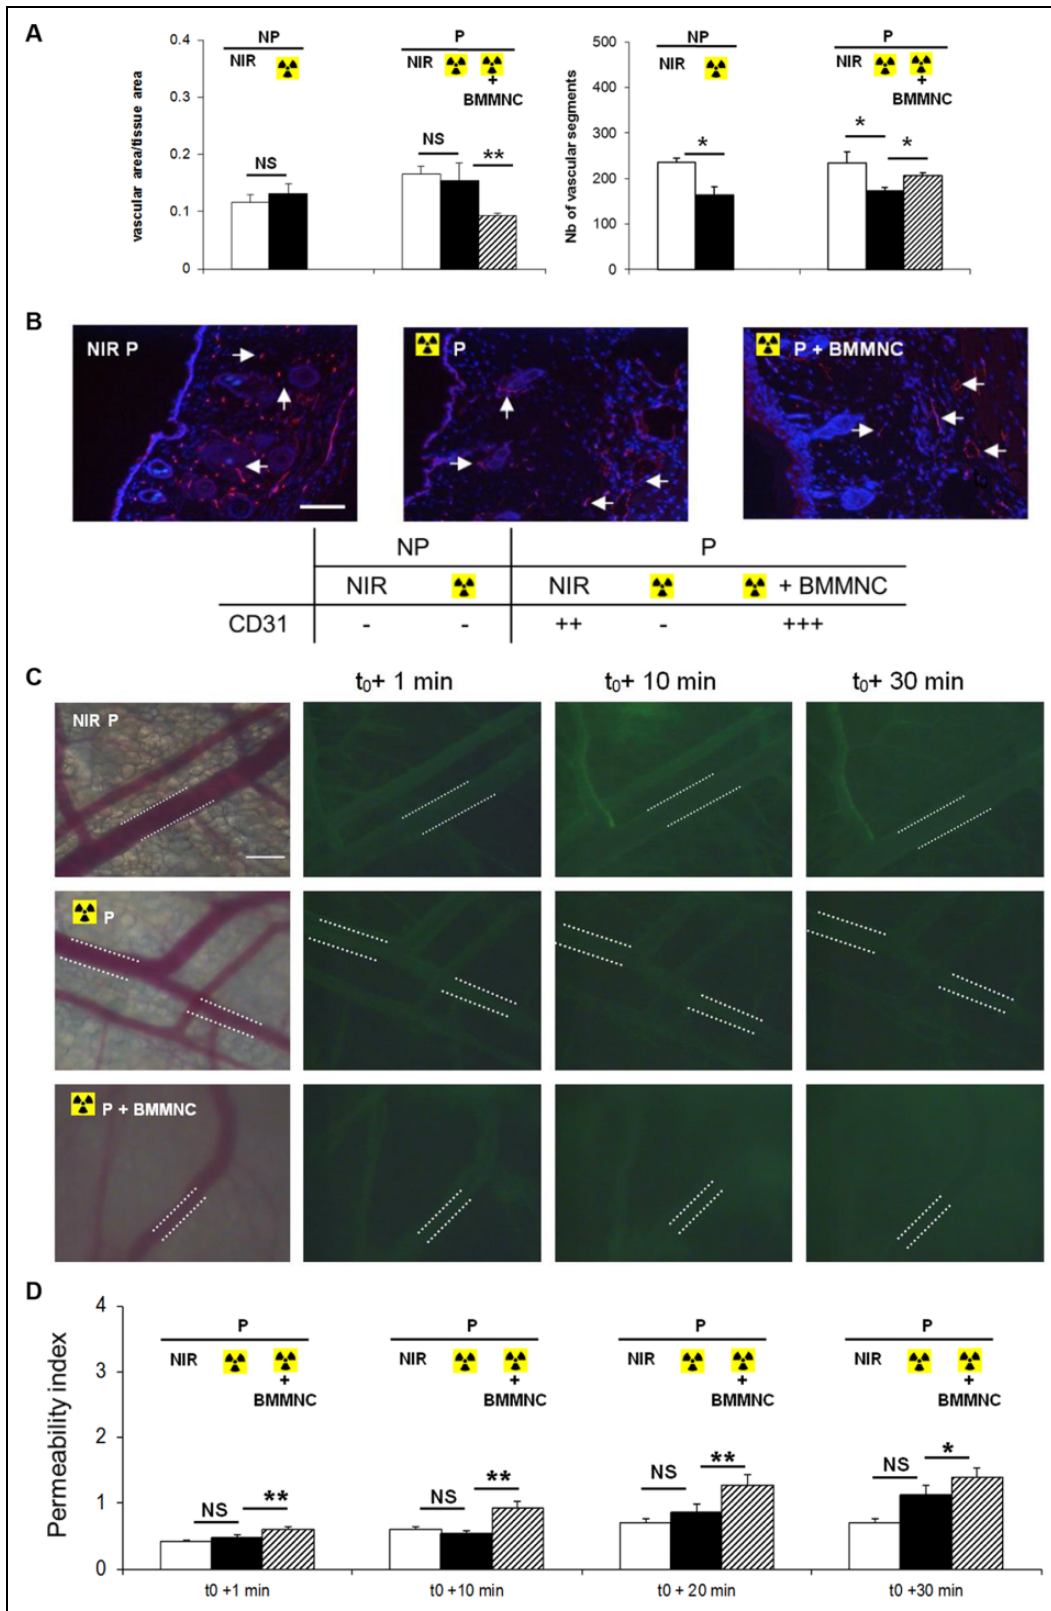 A
NP
NIR
P
NIR
+
BMMNC
0.4
0.3
0.2
0.1
0
vascular area/tissue area
NS
NS
**
NP
NIR
P
NIR
+
BMMNC
500
400
300
200
100
0
Nb of vascular segments
*
*
*
B
NIR P
P
P + BMMNC
NP P
NIR NIR + BMMNC
CD31 - - ++ - +++
C
t0+ 1 min t0+ 10 min t0+ 30 min
NIR P
P
P + BMMNC
D
Permeability index
4
3
2
1
0
P
NIR
+
BMMNC
NS
**
t0 +1 min
P
NIR
+
BMMNC
NS
**
t0 +10 min
P
NIR
+
BMMNC
NS
**
t0 + 20 min
P
NIR
+
BMMNC
NS
*
t0 +30 min